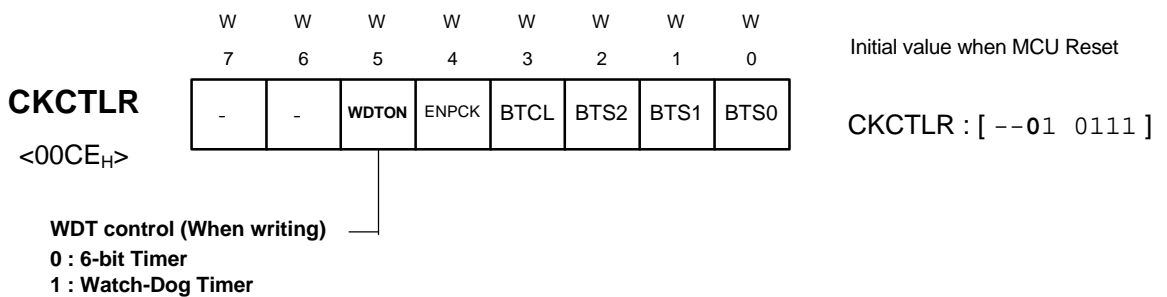 W W W W W W W W
7 6 5 4 3 2 1 0
Initial value when MCU Reset
CKCTLR
- - WDTON ENPCK BTCL BTS2 BTS1 BTS0
CKCTLR : [ --01 0111 ]
<00CEH>
WDT control (When writing)
0 : 6-bit Timer
1 : Watch-Dog Timer